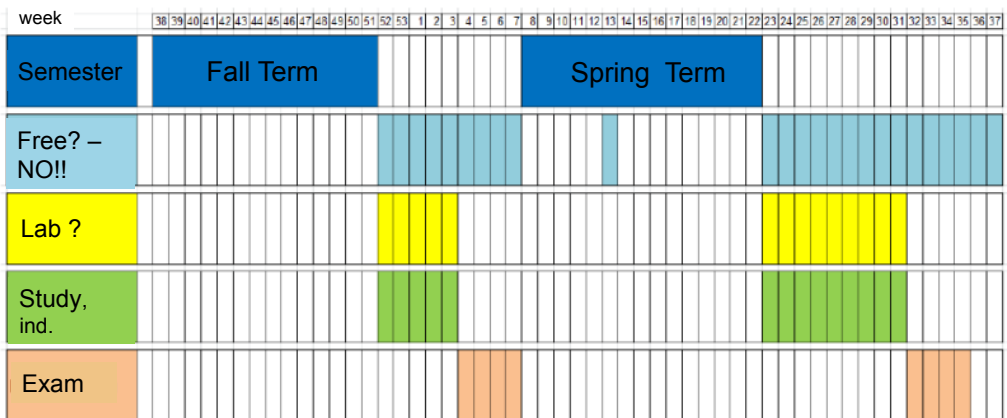 week 38 39 40 41 42 43 44 45 46 47 48 49 50 51 52 53 1 2 3 4 5 6 7 8 9 10 11 12 13 14 15 16 17 18 19 20 21 22 23 24 25 26 27 28 29 30 31 32 33 34 35 36 37
Semester Fall Term Spring Term
Free? –
NO!!
Lab ?
Study,
ind.
Exam